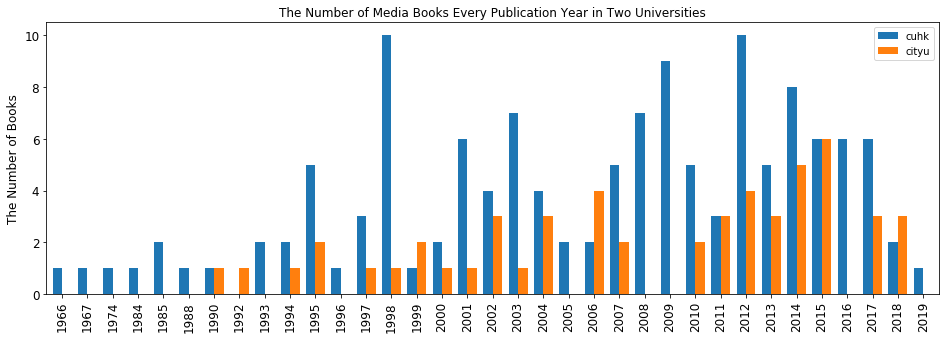 The Number of Media Books Every Publication Year in Two Universities
cuhk
cityu
The Number of Books
10
8
6
4
2
0
1966 1967 1974 1984 1985 1988 1990 1992 1993 1994 1995 1996 1997 1998 1999 2000 2001 2002 2003 2004 2005 2006 2007 2008 2009 2010 2011 2012 2013 2014 2015 2016 2017 2018 2019